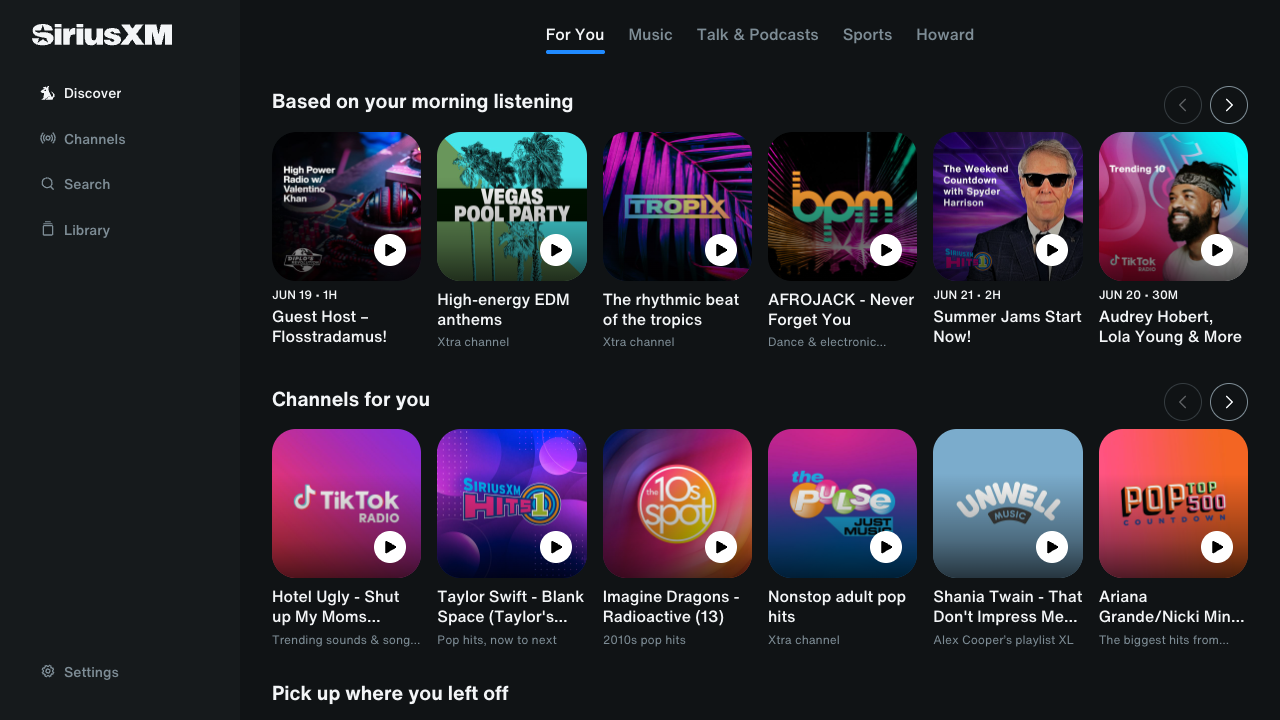 SiriusXM
For You
Music
Talk & Podcasts
Sports
Howard
Discover
Channels
Search
Library
Settings
Based on your morning listening
High Power
Radio w/
Valentino
Khan
DIPLO'S
VEGAS
POOL PARTY
TROPIX
bpm
The Weekend
Countdown
with Spyder
Harrison
SIRIUSXM
HITS 1
Trending 10
TikTok
RADIO
JUN 19 • 1H
Guest Host –
Flosstradamus!
High-energy EDM
anthems
Xtra channel
The rhythmic beat
of the tropics
Xtra channel
AFROJACK - Never
Forget You
Dance & electronic...
JUN 21 • 2H
Summer Jams Start
Now!
JUN 20 • 30M
Audrey Hobert,
Lola Young & More
Channels for you
TikTok
RADIO
SIRIUSXM
HITS 1
the 10s
spot
the
PULSE
JUST
MUSIC
UNWELL
MUSIC
POP TOP
500
COUNTDOWN
Hotel Ugly - Shut
up My Moms...
Trending sounds & song...
Taylor Swift - Blank
Space (Taylor's...
Pop hits, now to next
Imagine Dragons -
Radioactive (13)
2010s pop hits
Nonstop adult pop
hits
Xtra channel
Shania Twain - That
Don't Impress Me...
Alex Cooper's playlist XL
Ariana
Grande/Nicki Min...
The biggest hits from...
Pick up where you left off